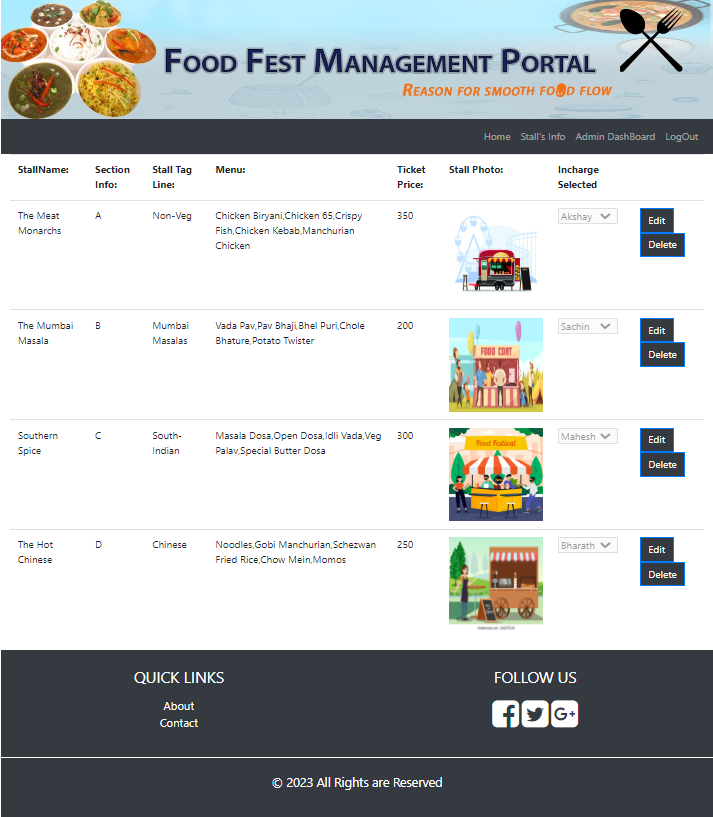 FOOD FEST MANAGEMENT PORTAL
REASON FOR SMOOTH FOOD FLOW
Home Stall's Info Admin DashBoard LogOut
StallName: Section Info: Stall Tag Line: Menu: Ticket Price: Stall Photo: Incharge Selected
The Meat Monarchs A Non-Veg Chicken Biryani,Chicken 65,Crispy Fish,Chicken Kebab,Manchurian Chicken 350 Akshay Edit
Delete
The Mumbai Masala B Mumbai Masalas Vada Pav,Pav Bhaji,Bhel Puri,Chole Bhature,Potato Twister 200 FOOD CORT Sachin Edit
Delete
Southern Spice C South-Indian Masala Dosa,Open Dosa,Idli Vada,Veg Palav,Special Butter Dosa 300 Food Festival Mahesh Edit
Delete
The Hot Chinese D Chinese Noodles,Gobi Manchurian,Schezwan Fried Rice,Chow Mein,Momos 250 Bharath Edit
Delete
QUICK LINKS
About
Contact
FOLLOW US
© 2023 All Rights are Reserved